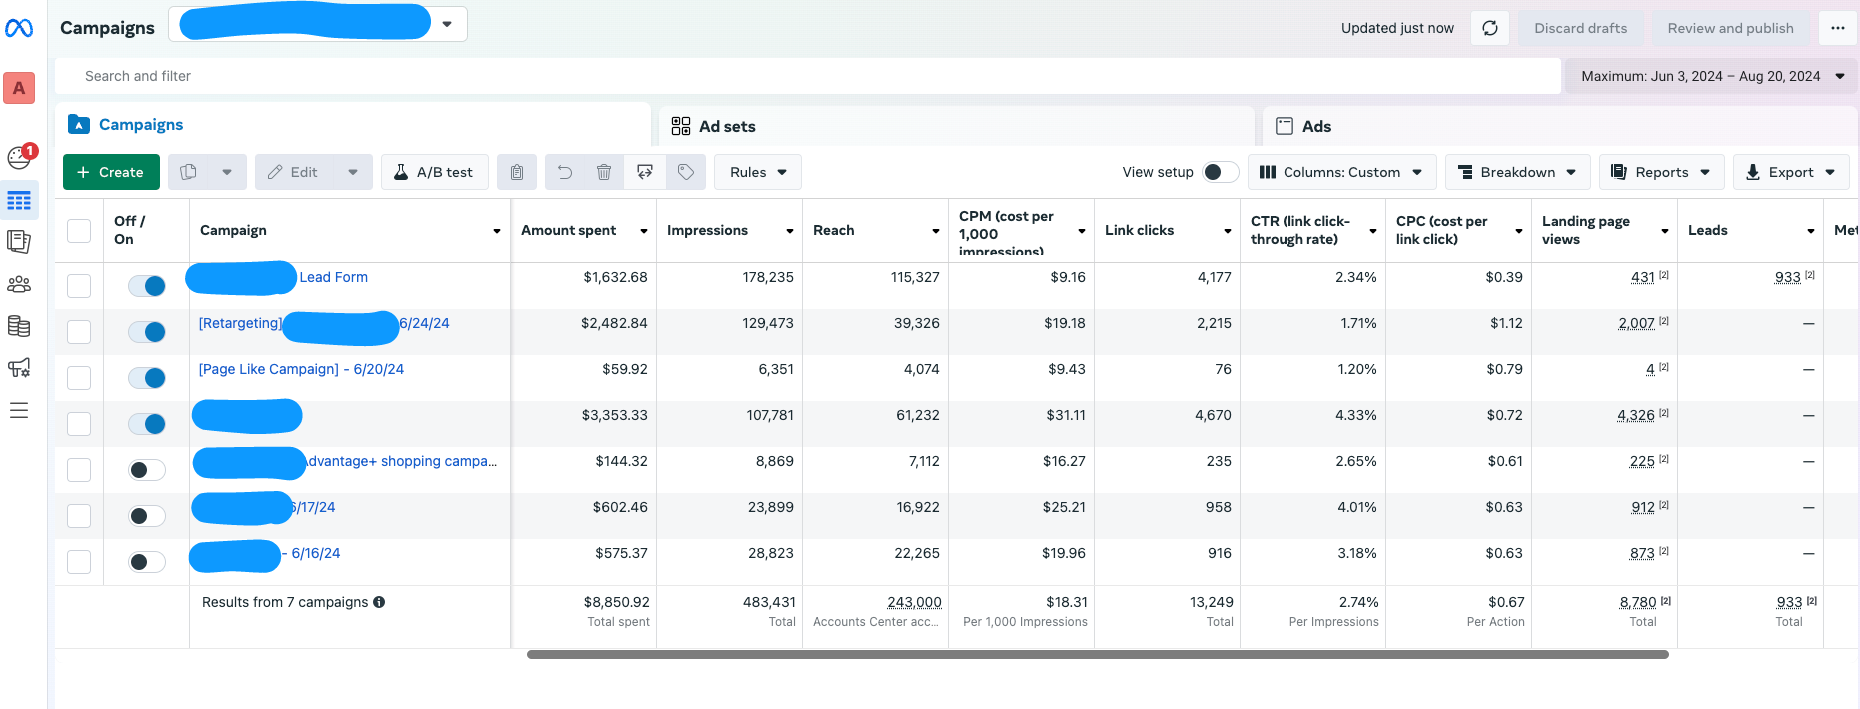 Campaigns
Updated just now
Discard drafts
Review and publish
Search and filter
Maximum: Jun 3, 2024 – Aug 20, 2024
A
1
Campaigns
Ad sets
Ads
+ Create
Edit
A/B test
Rules
View setup
Columns: Custom
Breakdown
Reports
Export
Off / On
Campaign
Amount spent
Impressions
Reach
CPM (cost per 1,000 impressions)
Link clicks
CTR (link click-through rate)
CPC (cost per link click)
Landing page views
Leads
Met
Lead Form $1,632.68 178,235 115,327 $9.16 4,177 2.34% $0.39 431 [2] 933 [2]
[Retargeting] 6/24/24 $2,482.84 129,473 39,326 $19.18 2,215 1.71% $1.12 2,007 [2] —
[Page Like Campaign] - 6/20/24 $59.92 6,351 4,074 $9.43 76 1.20% $0.79 4 [2] —
$3,353.33 107,781 61,232 $31.11 4,670 4.33% $0.72 4,326 [2] —
Advantage+ shopping campa... $144.32 8,869 7,112 $16.27 235 2.65% $0.61 225 [2] —
6/17/24 $602.46 23,899 16,922 $25.21 958 4.01% $0.63 912 [2] —
- 6/16/24 $575.37 28,823 22,265 $19.96 916 3.18% $0.63 873 [2] —
Results from 7 campaigns $8,850.92 483,431 243,000 $18.31 13,249 2.74% $0.67 8,780 [2] 933 [2]
Total spent Total Accounts Center acc... Per 1,000 Impressions Total Per Impressions Per Action Total Total